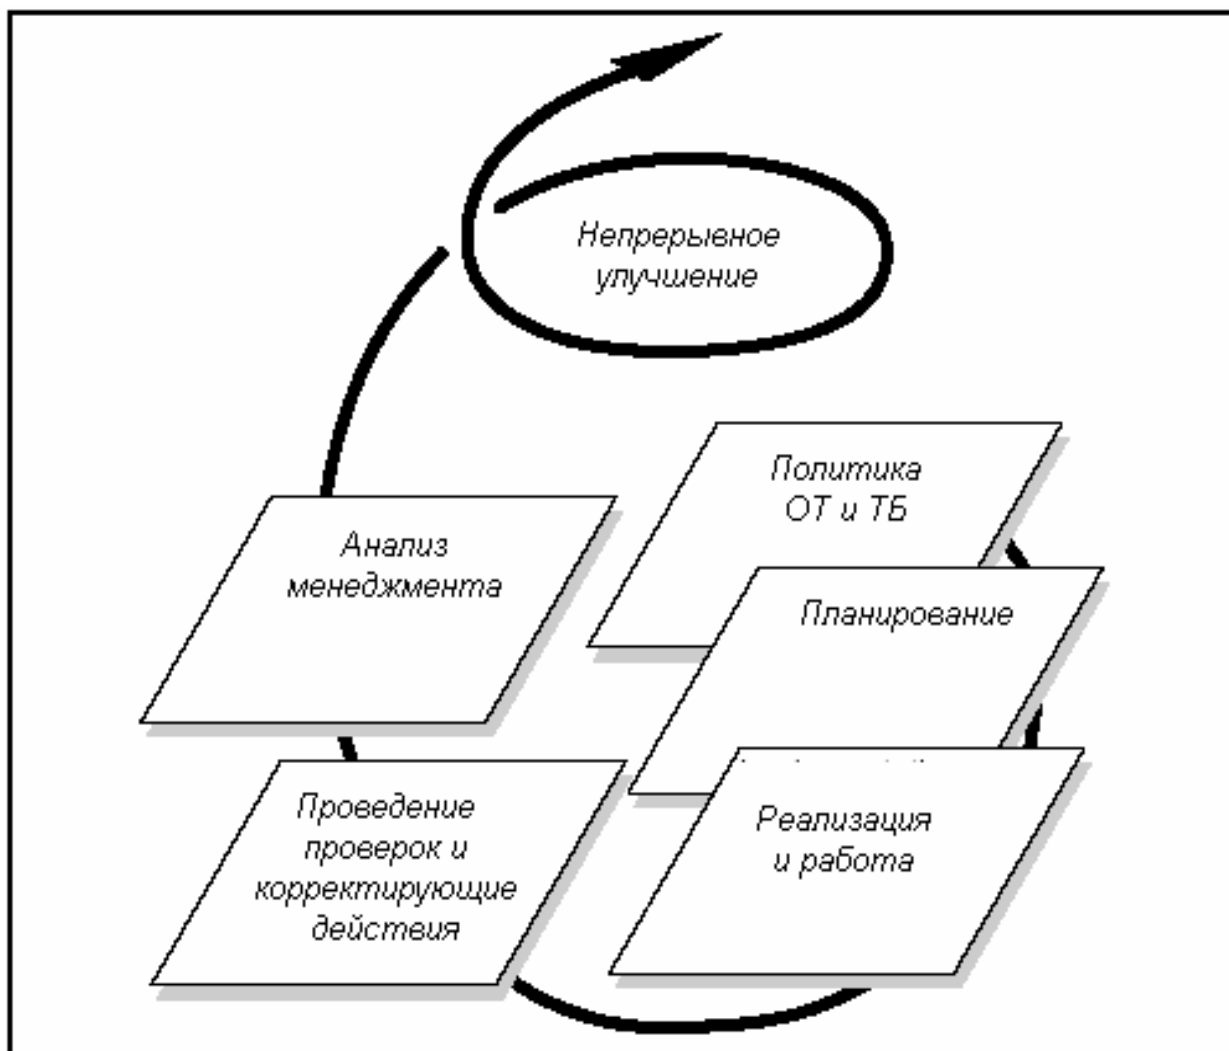 Непрерывное
улучшение
Политика
ОТ и ТБ
Анализ
менеджмента
Планирование
Проведение
проверок и
корректирующие
действия
Реализация
и работа